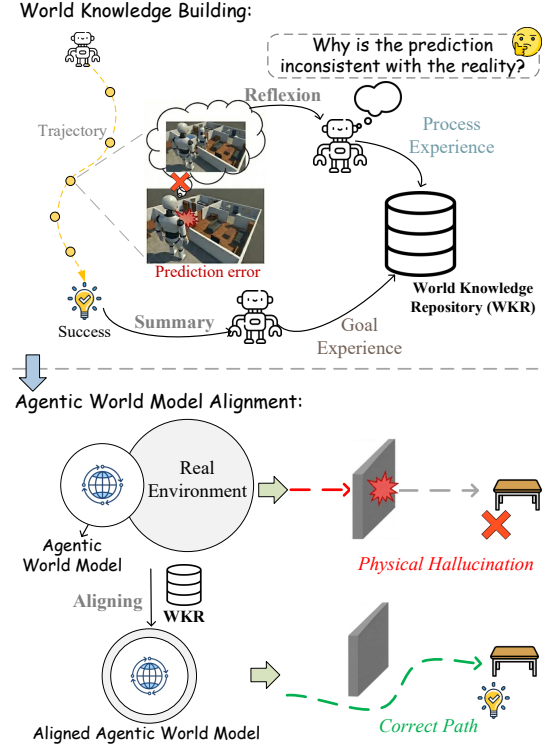 World Knowledge Building:
Why is the prediction
inconsistent with the reality?
Reflexion
Trajectory
Process
Experience
Prediction error
World Knowledge
Repository (WKR)
Success
Summary
Goal
Experience
Agentic World Model Alignment:
Real
Environment
Agentic
World Model
Physical Hallucination
Aligning
WKR
Aligned Agentic World Model
Correct Path